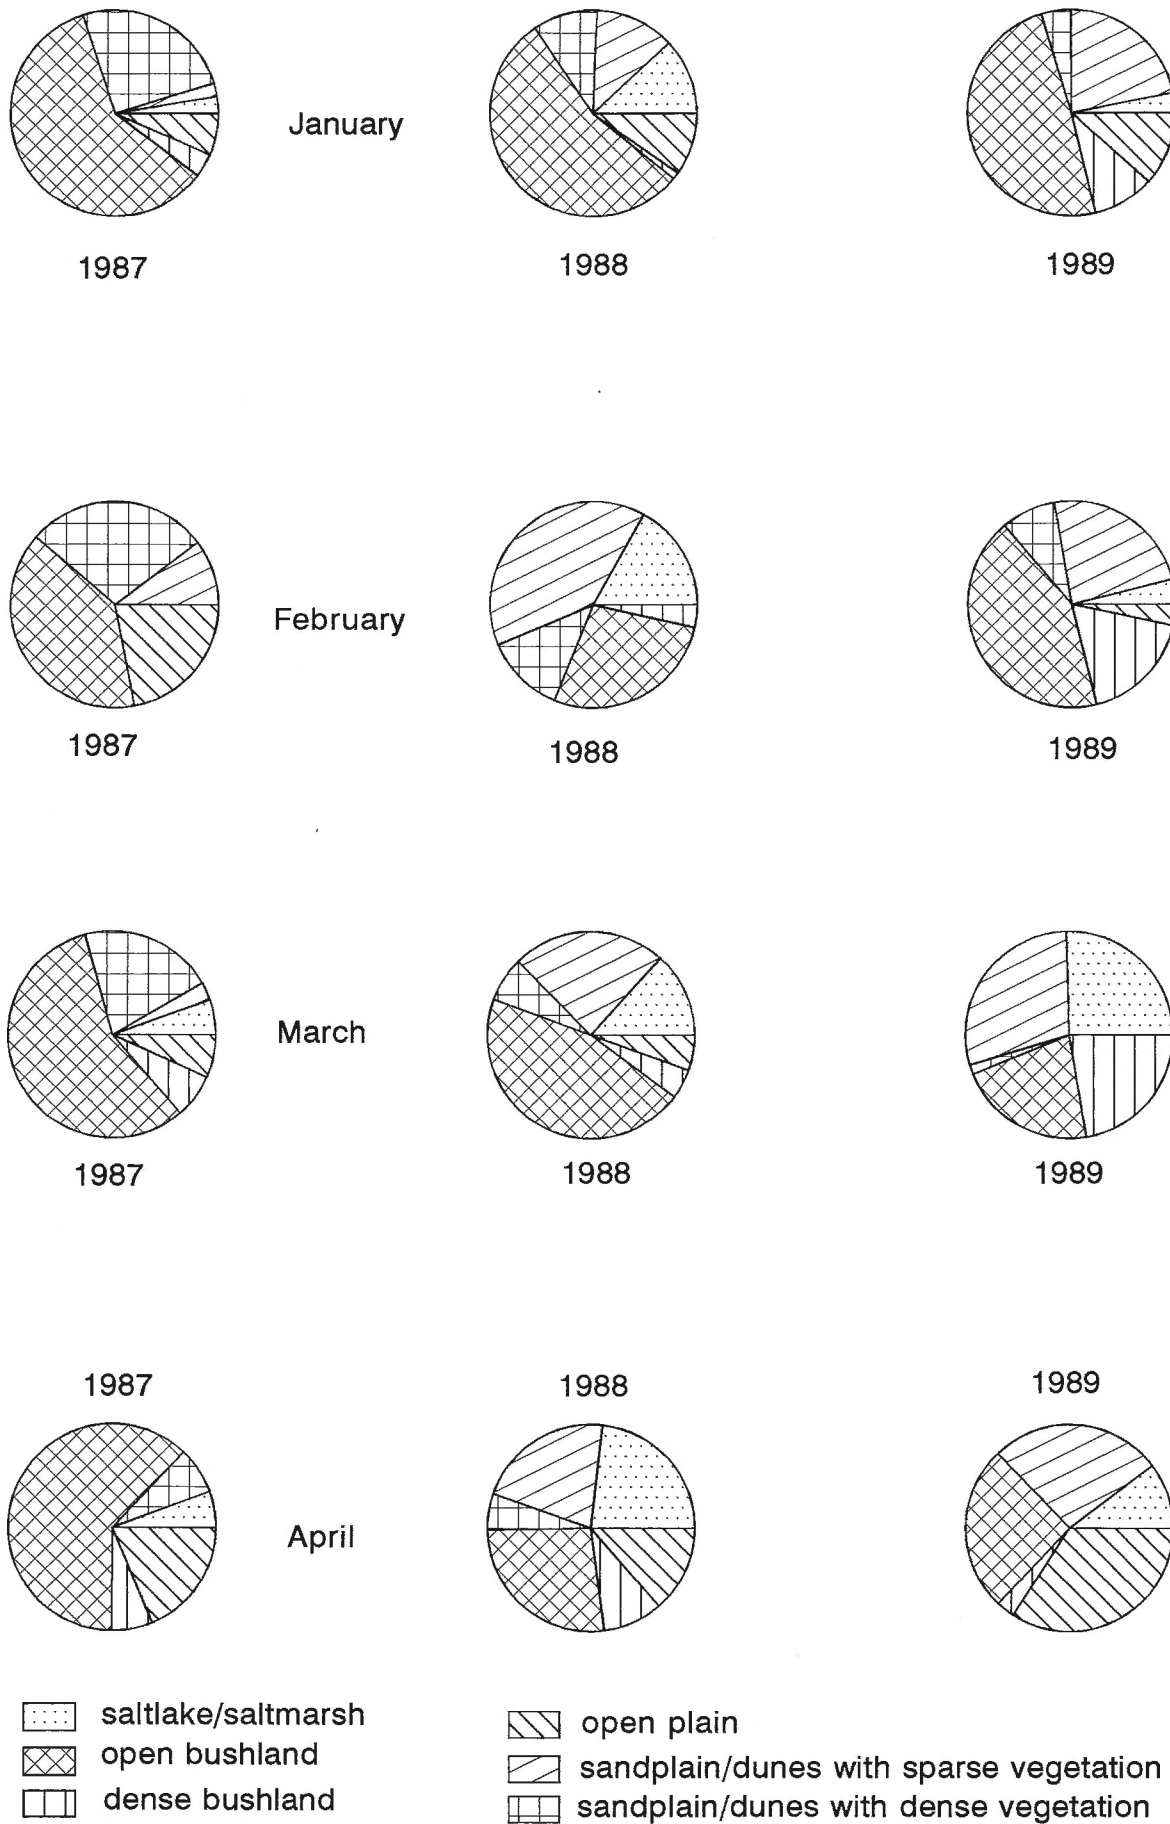 January
1987
1988
1989
February
1987
1988
1989
March
1987
1988
1989
1987
1988
1989
April
saltlake/saltmarsh
open bushland
dense bushland
open plain
sandplain/dunes with sparse vegetation
sandplain/dunes with dense vegetation